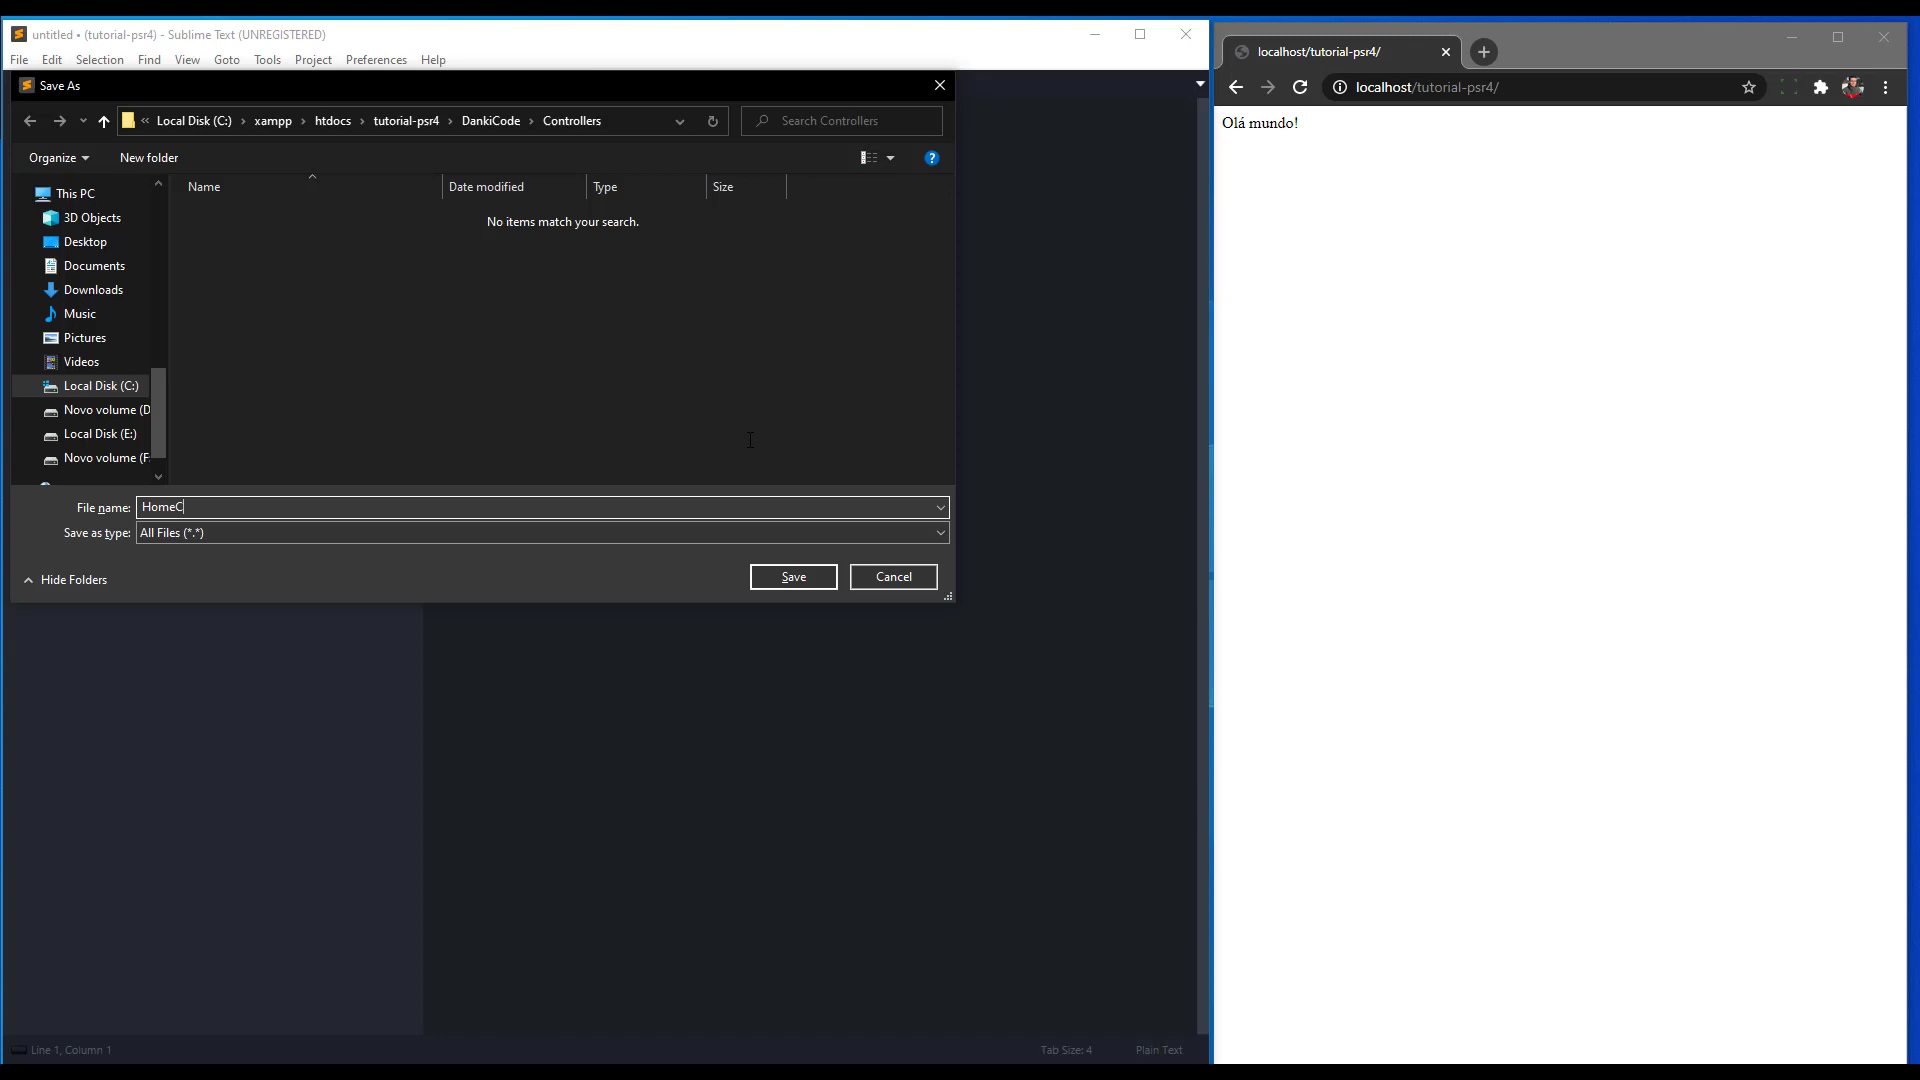 untitled • (tutorial-psr4) - Sublime Text (UNREGISTERED)
File Edit Selection Find View Goto Tools Project Preferences Help
Save As
« Local Disk (C:) › xampp › htdocs › tutorial-psr4 › DankiCode › Controllers
Search Controllers
Organize
New folder
?
Name
Date modified
Type
Size
No items match your search.
This PC
3D Objects
Desktop
Documents
Downloads
Music
Pictures
Videos
Local Disk (C:)
Novo volume (D
Local Disk (E:)
Novo volume (F
File name: HomeC
Save as type: All Files (*.*)
Hide Folders
Save
Cancel
Line 1, Column 1
Tab Size: 4
Plain Text
localhost/tutorial-psr4/
localhost/tutorial-psr4/
Olá mundo!